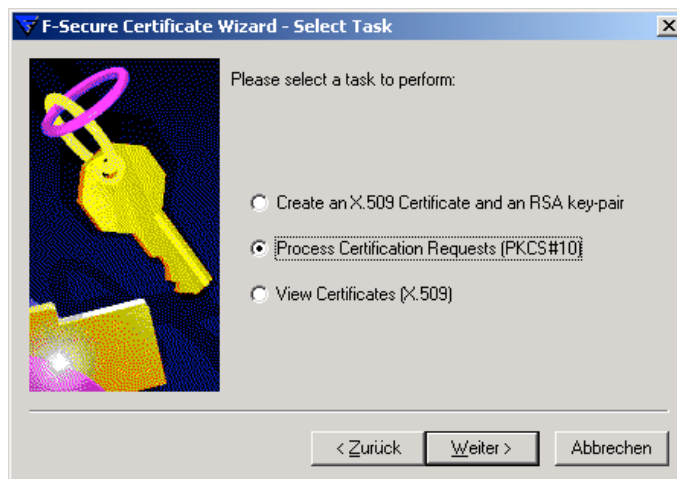 F-Secure Certificate Wizard - Select Task
Please select a task to perform:
Create an X.509 Certificate and an RSA key-pair
Process Certification Requests (PKCS#10)
View Certificates (X.509)
< Zurück Weiter > Abbrechen